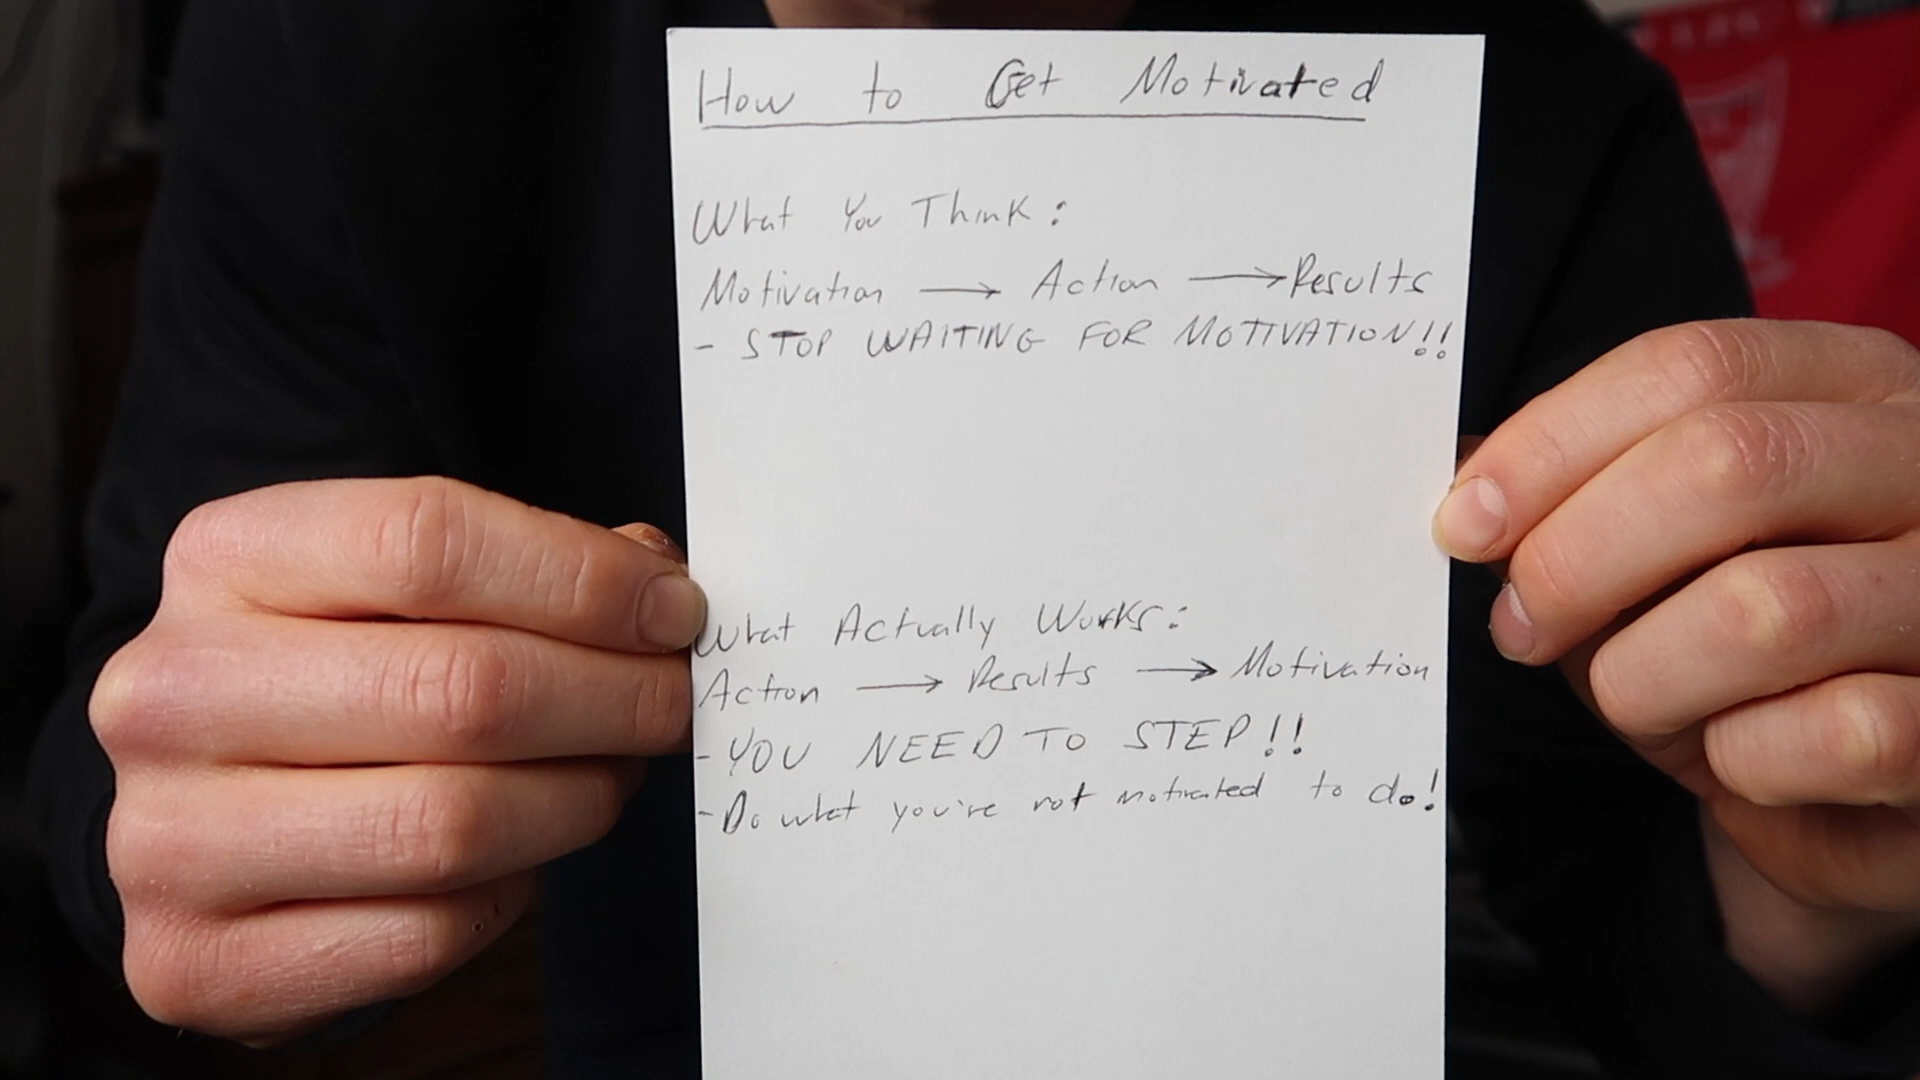 How to Get Motivated
What You Think:
Motivation → Action → Results
- STOP WAITING FOR MOTIVATION!!
What Actually Works:
Action → Results → Motivation
- YOU NEED TO STEP!!
- Do what you're not motivated to do!